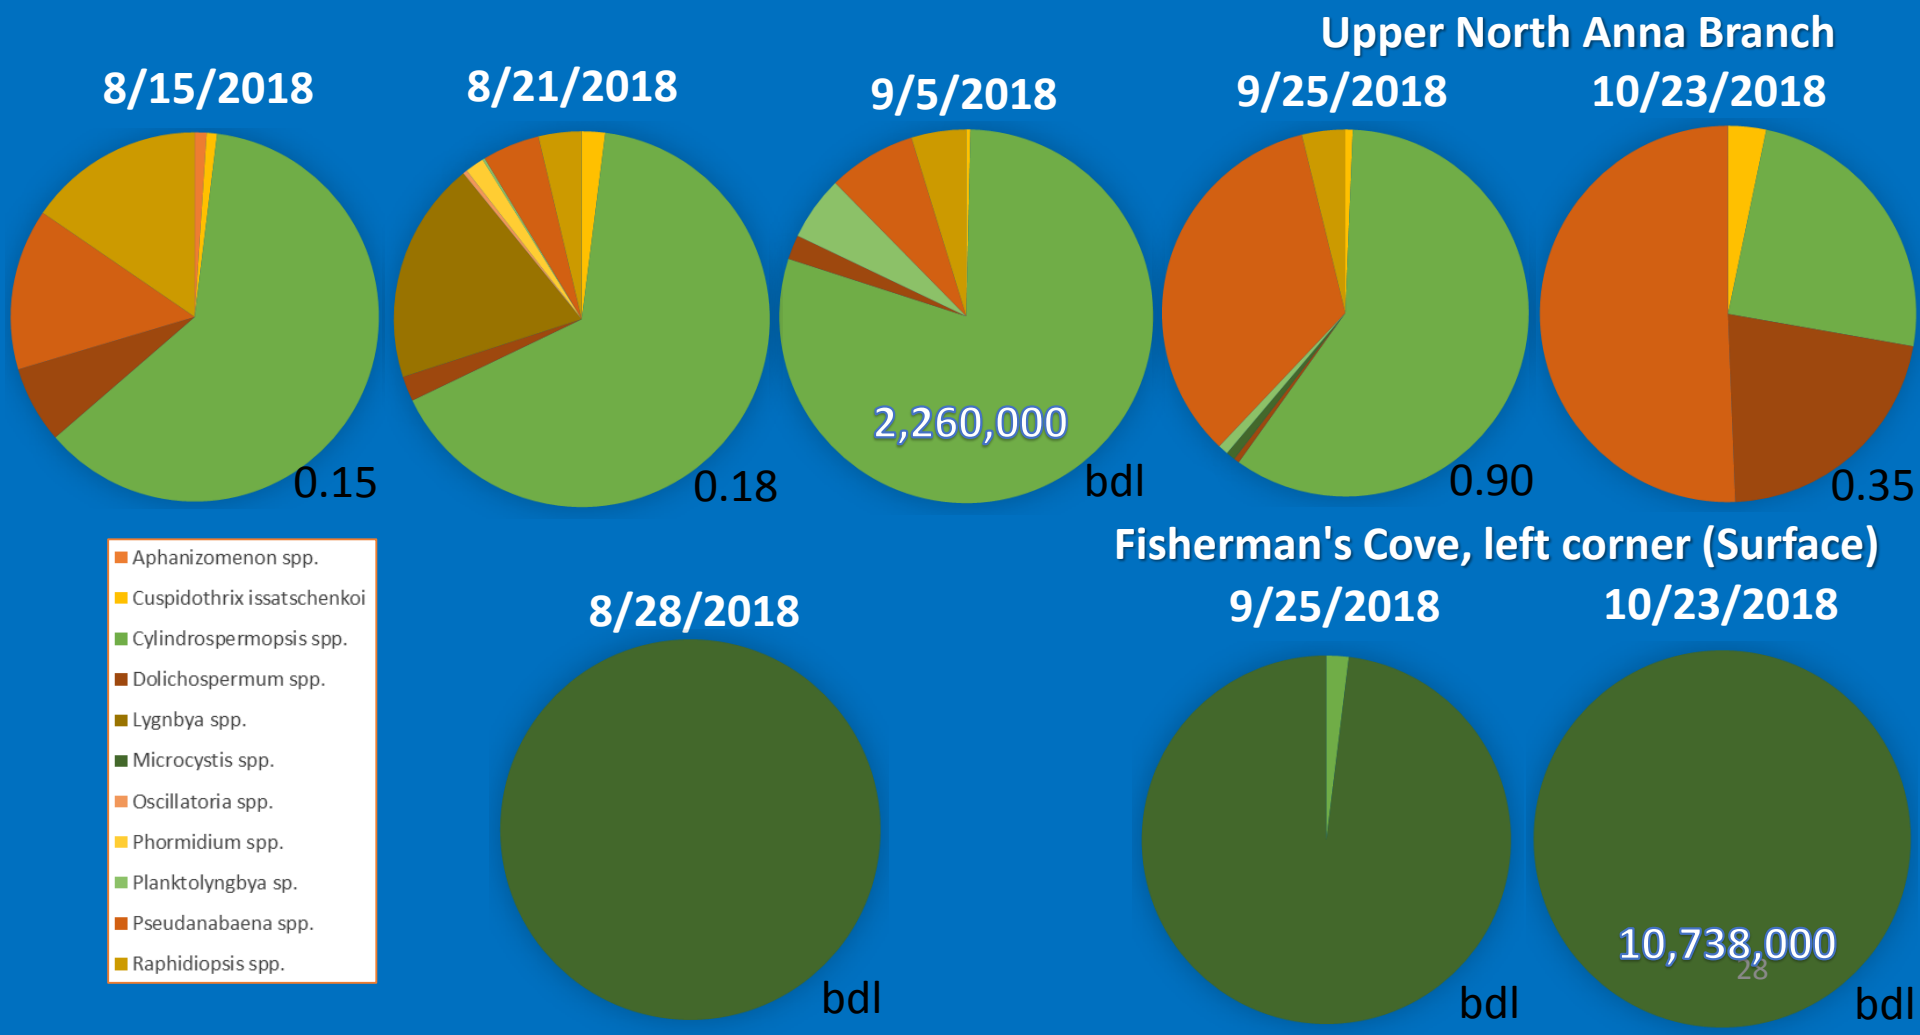 Upper North Anna Branch
8/15/2018
8/21/2018
9/5/2018
9/25/2018
10/23/2018
2,260,000
0.15
0.18
bdl
0.90
0.35
Fisherman's Cove, left corner (Surface)
8/28/2018
9/25/2018
10/23/2018
Aphanizomenon spp.
Cuspidothrix issatschenkoi
Cylindrospermopsis spp.
Dolichospermum spp.
Lygnbya spp.
Microcystis spp.
Oscillatoria spp.
Phormidium spp.
Planktolyngbya sp.
Pseudanabaena spp.
Raphidiopsis spp.
10,738,000
28
bdl
bdl
bdl